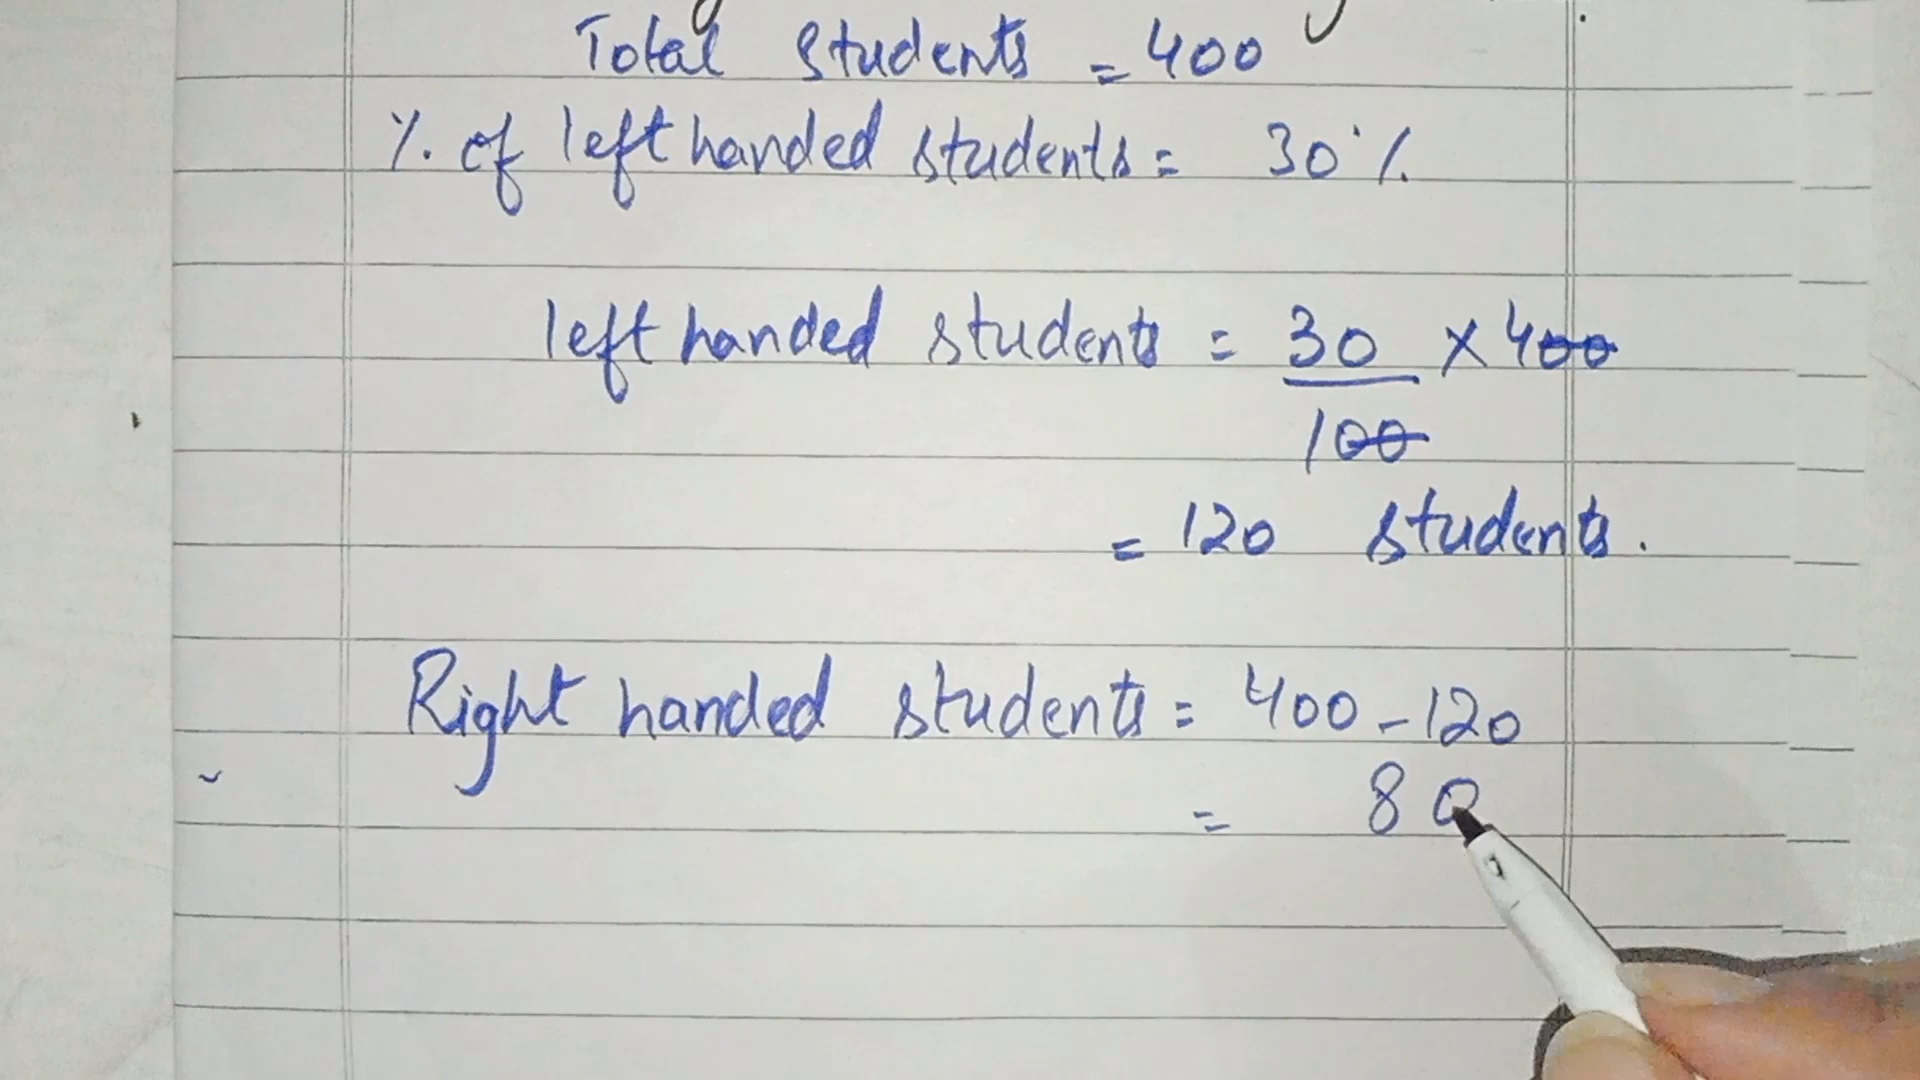 Total students = 400
% of left handed students = 30%
left handed students = 30 × 400
100
= 120 students.
Right handed students = 400 - 120
= 80